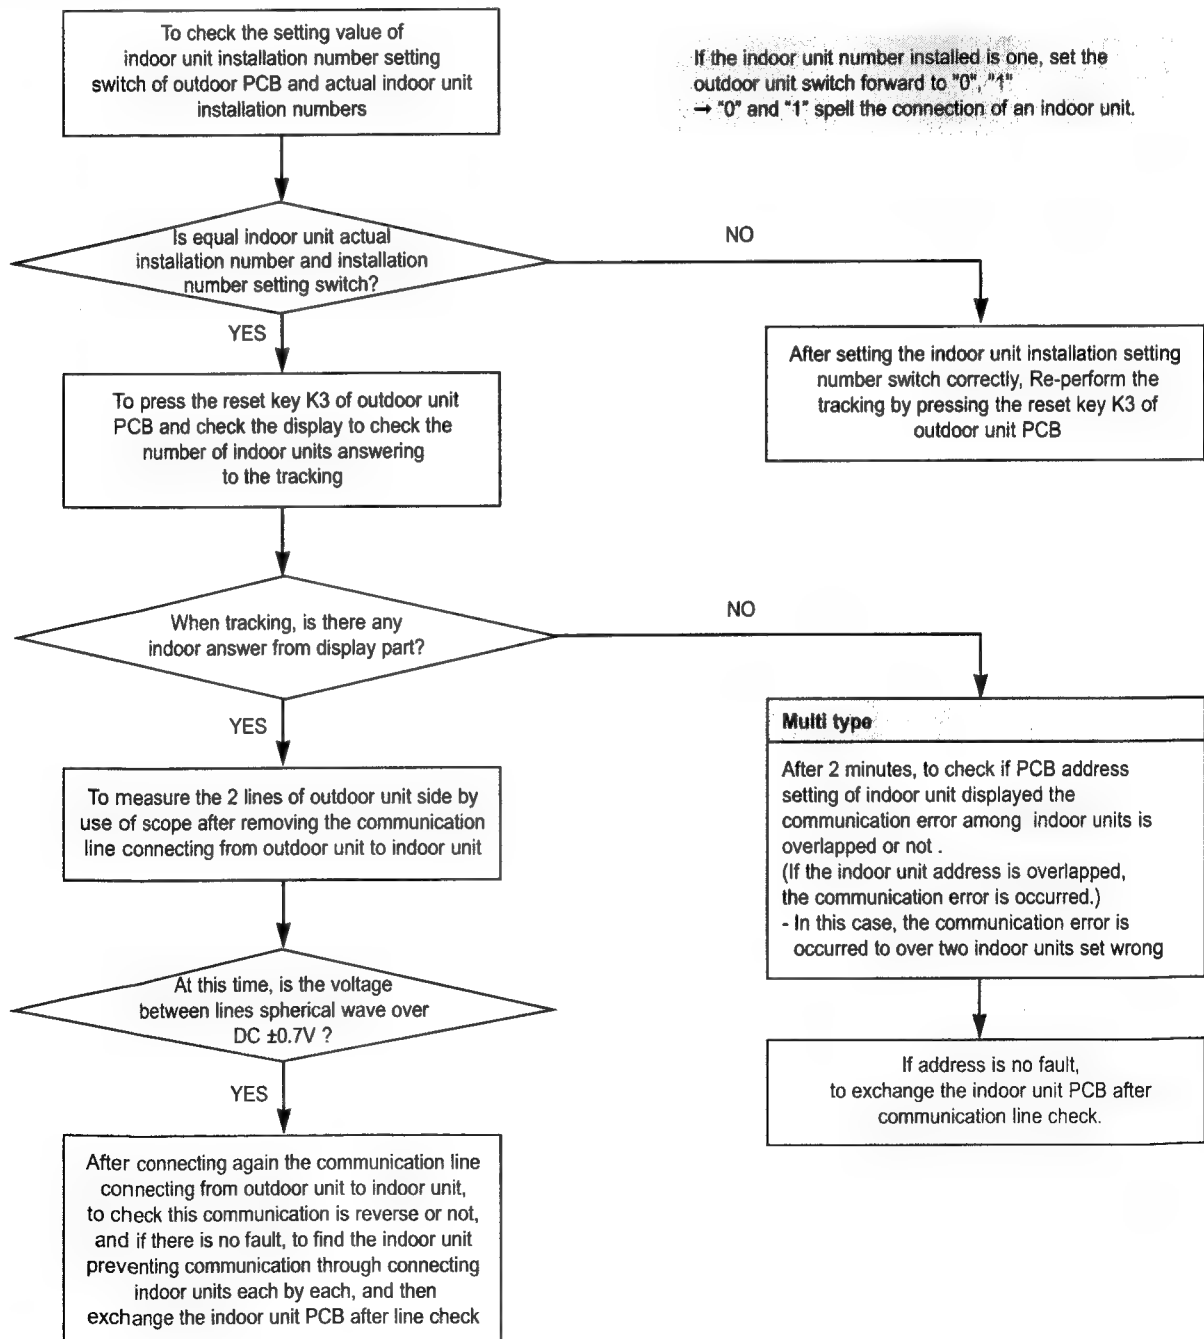 To check the setting value of
indoor unit installation number setting
switch of outdoor PCB and actual indoor unit
installation numbers
If the indoor unit number installed is one, set the
outdoor unit switch forward to "0", "1"
→ "0" and "1" spell the connection of an indoor unit.
Is equal indoor unit actual
installation number and installation
number setting switch?
NO
YES
After setting the indoor unit installation setting
number switch correctly, Re-perform the
tracking by pressing the reset key K3 of
outdoor unit PCB
To press the reset key K3 of outdoor unit
PCB and check the display to check the
number of indoor units answering
to the tracking
When tracking, is there any
indoor answer from display part?
NO
YES
Multi type
After 2 minutes, to check if PCB address
setting of indoor unit displayed the
communication error among indoor units is
overlapped or not .
(If the indoor unit address is overlapped,
the communication error is occurred.)
- In this case, the communication error is
occurred to over two indoor units set wrong
To measure the 2 lines of outdoor unit side by
use of scope after removing the communication
line connecting from outdoor unit to indoor unit
At this time, is the voltage
between lines spherical wave over
DC ±0.7V ?
YES
If address is no fault,
to exchange the indoor unit PCB after
communication line check.
After connecting again the communication line
connecting from outdoor unit to indoor unit,
to check this communication is reverse or not,
and if there is no fault, to find the indoor unit
preventing communication through connecting
indoor units each by each, and then
exchange the indoor unit PCB after line check